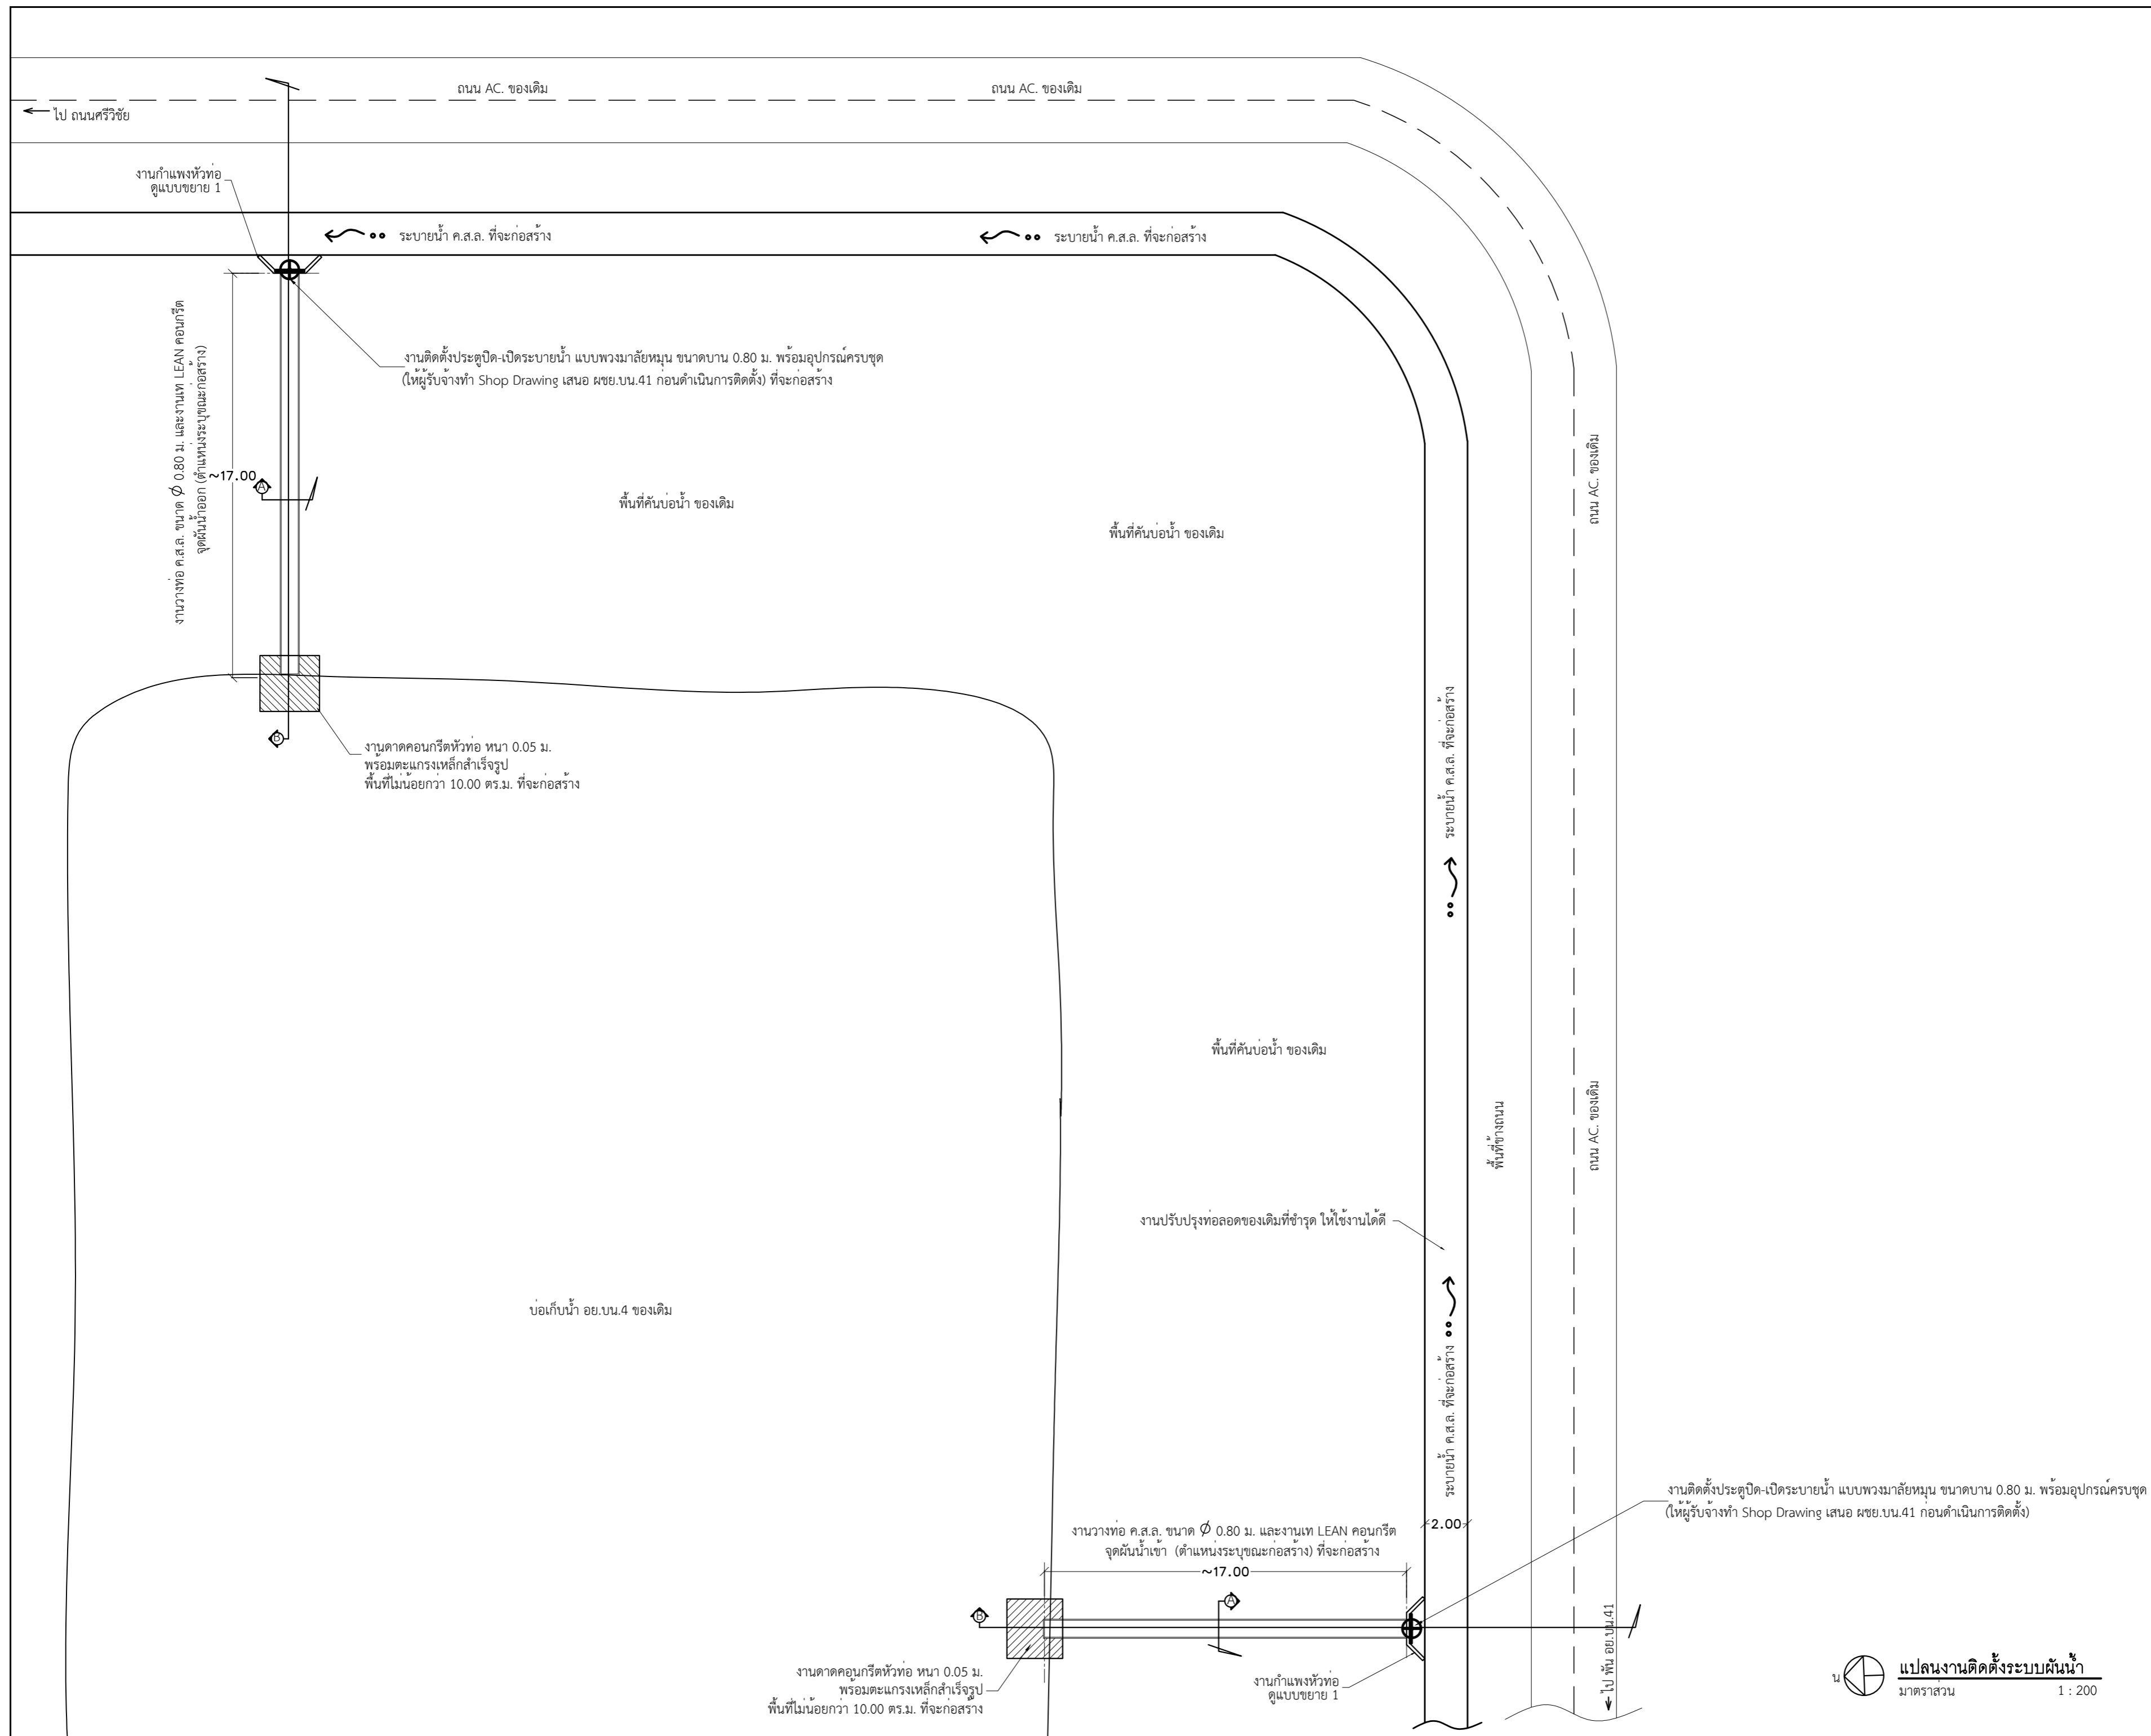 ถนน AC. ของเดิม
ถนน AC. ของเดิม
ไป ถนนศรีวิชัย
งานกำแพงหัวท่อ
ดูแบบขยาย 1
ระบายน้ำ ค.ส.ล. ที่จะก่อสร้าง
ระบายน้ำ ค.ส.ล. ที่จะก่อสร้าง
งานวางท่อ ค.ส.ล. ขนาด Ø 0.80 ม. และงานเท LEAN คอนกรีต
จุดผันน้ำออก (ตำแหน่งระบุขณะก่อสร้าง)
~17.00
A
งานติดตั้งประตูปิด-เปิดระบายน้ำ แบบพวงมาลัยหมุน ขนาดบาน 0.80 ม. พร้อมอุปกรณ์ครบชุด
(ให้ผู้รับจ้างทำ Shop Drawing เสนอ ผชย.บน.41 ก่อนดำเนินการติดตั้ง) ที่จะก่อสร้าง
พื้นที่คันบ่อน้ำ ของเดิม
พื้นที่คันบ่อน้ำ ของเดิม
ถนน AC. ของเดิม
B
งานดาดคอนกรีตหัวท่อ หนา 0.05 ม.
พร้อมตะแกรงเหล็กสำเร็จรูป
พื้นที่ไม่น้อยกว่า 10.00 ตร.ม. ที่จะก่อสร้าง
ระบายน้ำ ค.ส.ล. ที่จะก่อสร้าง
พื้นที่คันบ่อน้ำ ของเดิม
พื้นที่ข้างถนน
ถนน AC. ของเดิม
งานปรับปรุงท่อลอดของเดิมที่ชำรุด ให้ใช้งานได้ดี
บ่อเก็บน้ำ อย.บน.4 ของเดิม
ระบายน้ำ ค.ส.ล. ที่จะก่อสร้าง
งานติดตั้งประตูปิด-เปิดระบายน้ำ แบบพวงมาลัยหมุน ขนาดบาน 0.80 ม. พร้อมอุปกรณ์ครบชุด
(ให้ผู้รับจ้างทำ Shop Drawing เสนอ ผชย.บน.41 ก่อนดำเนินการติดตั้ง)
2.00
งานวางท่อ ค.ส.ล. ขนาด Ø 0.80 ม. และงานเท LEAN คอนกรีต
จุดผันน้ำเข้า (ตำแหน่งระบุขณะก่อสร้าง) ที่จะก่อสร้าง
~17.00
A
B
งานดาดคอนกรีตหัวท่อ หนา 0.05 ม.
พร้อมตะแกรงเหล็กสำเร็จรูป
พื้นที่ไม่น้อยกว่า 10.00 ตร.ม. ที่จะก่อสร้าง
งานกำแพงหัวท่อ
ดูแบบขยาย 1
ไป พัน อย.บน.41
น
แปลนงานติดตั้งระบบผันน้ำ
มาตราส่วน 1 : 200